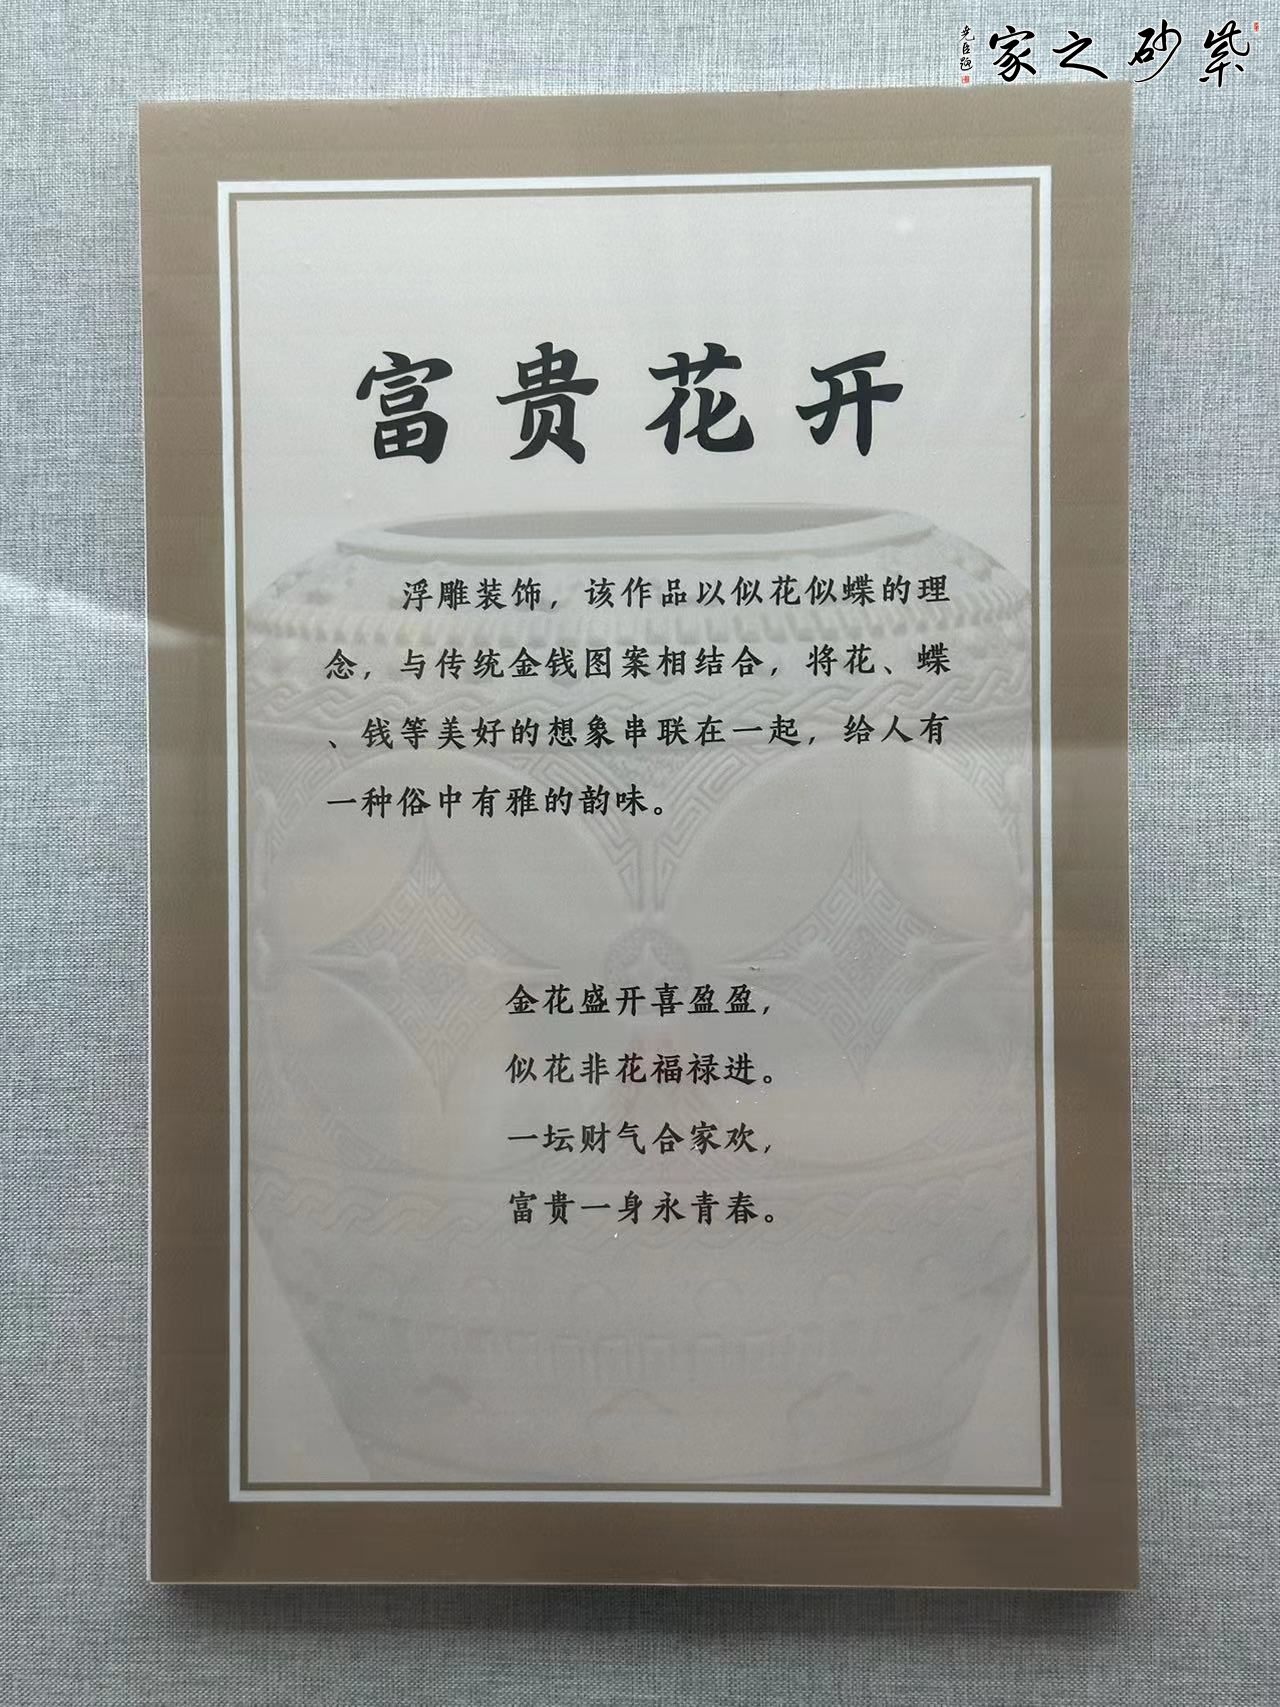 紫砂之家
富贵花开
浮雕装饰，该作品以似花似蝶的理
念，与传统金钱图案相结合，将花、蝶
、钱等美好的想象串联在一起，给人有
一种俗中有雅的韵味。
金花盛开喜盈盈，
似花非花福禄进。
一坛财气合家欢，
富贵一身永青春。